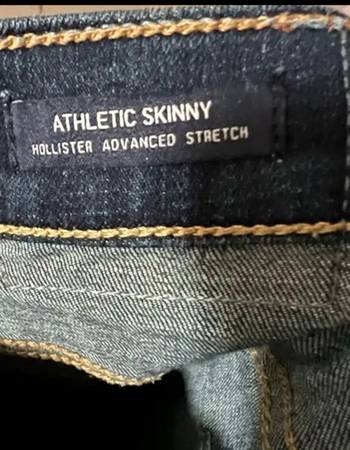 ATHLETIC SKINNY
HOLLISTER ADVANCED STRETCH